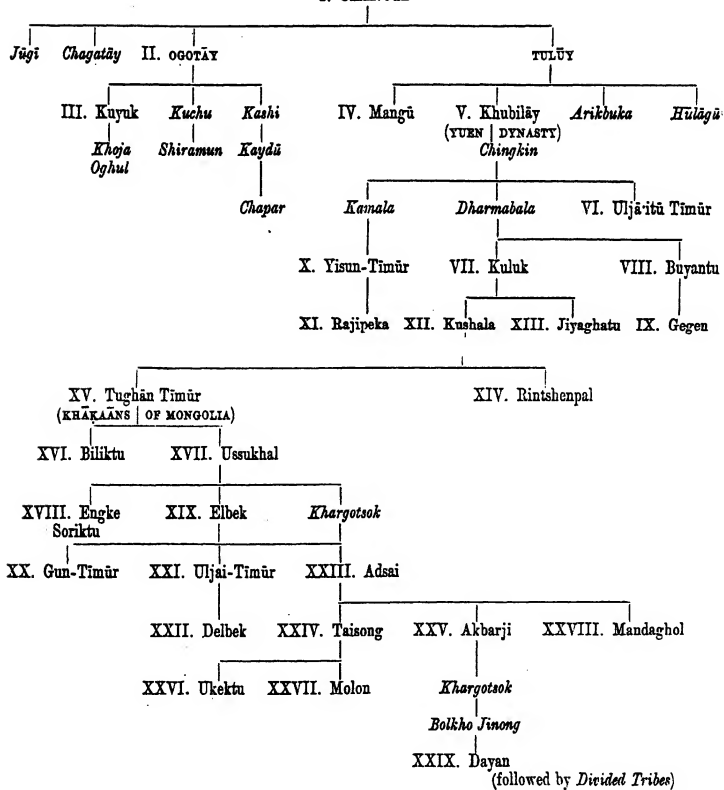 Jūgī Chagatāy II. OGOTĀY TULŪY
III. Kuyuk Kuchu Kashi IV. Mangū V. Khubilāy Arikbuka Hūlāgū
(YUEN DYNASTY)
Khoja Oghul Shiramun Kaydū Chingkin
Chapar Kamala Dharmabala VI. Ūljā-itū Tīmūr
X. Yisun-Tīmūr VII. Kuluk VIII. Buyantu
XI. Rajipeka XII. Kushala XIII. Jiyaghatu IX. Gegen
XV. Tughān Tīmūr XIV. Rintshenpal
(KHĀKAĀNS OF MONGOLIA)
XVI. Biliktu XVII. Ussukhal
XVIII. Engke Soriktu XIX. Elbek Khargotsok
XX. Gun-Tīmūr XXI. Ūljai-Tīmūr XXIII. Adsai
XXII. Delbek XXIV. Taisong XXV. Akbarji XXVIII. Mandaghol
XXVI. Ukektu XXVII. Molon Khargotsok
Bolkho Jinong
XXIX. Dayan
(followed by Divided Tribes)